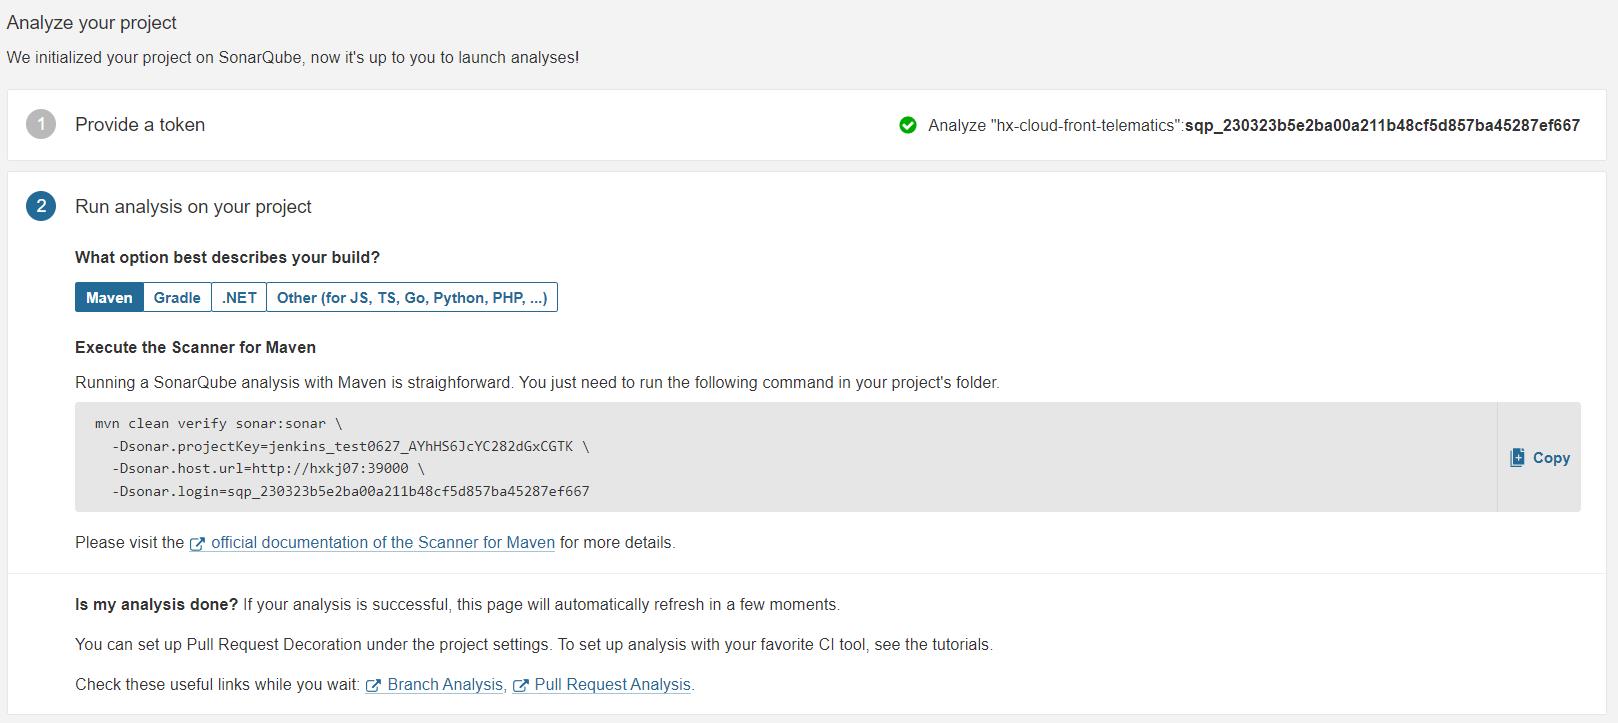 Analyze your project
We initialized your project on SonarQube, now it's up to you to launch analyses!
1 Provide a token Analyze "hx-cloud-front-telematics":sqp_230323b5e2ba00a211b48cf5d857ba45287ef667
2 Run analysis on your project
What option best describes your build?
Maven Gradle .NET Other (for JS, TS, Go, Python, PHP, ...)
Execute the Scanner for Maven
Running a SonarQube analysis with Maven is straighforward. You just need to run the following command in your project's folder.
mvn clean verify sonar:sonar \
-Dsonar.projectKey=jenkins_test0627_AYhHS6JcYC282dGxCGTK \
-Dsonar.host.url=http://hxkj07:39000 \
-Dsonar.login=sqp_230323b5e2ba00a211b48cf5d857ba45287ef667
Copy
Please visit the official documentation of the Scanner for Maven for more details.
Is my analysis done? If your analysis is successful, this page will automatically refresh in a few moments.
You can set up Pull Request Decoration under the project settings. To set up analysis with your favorite CI tool, see the tutorials.
Check these useful links while you wait: Branch Analysis, Pull Request Analysis.